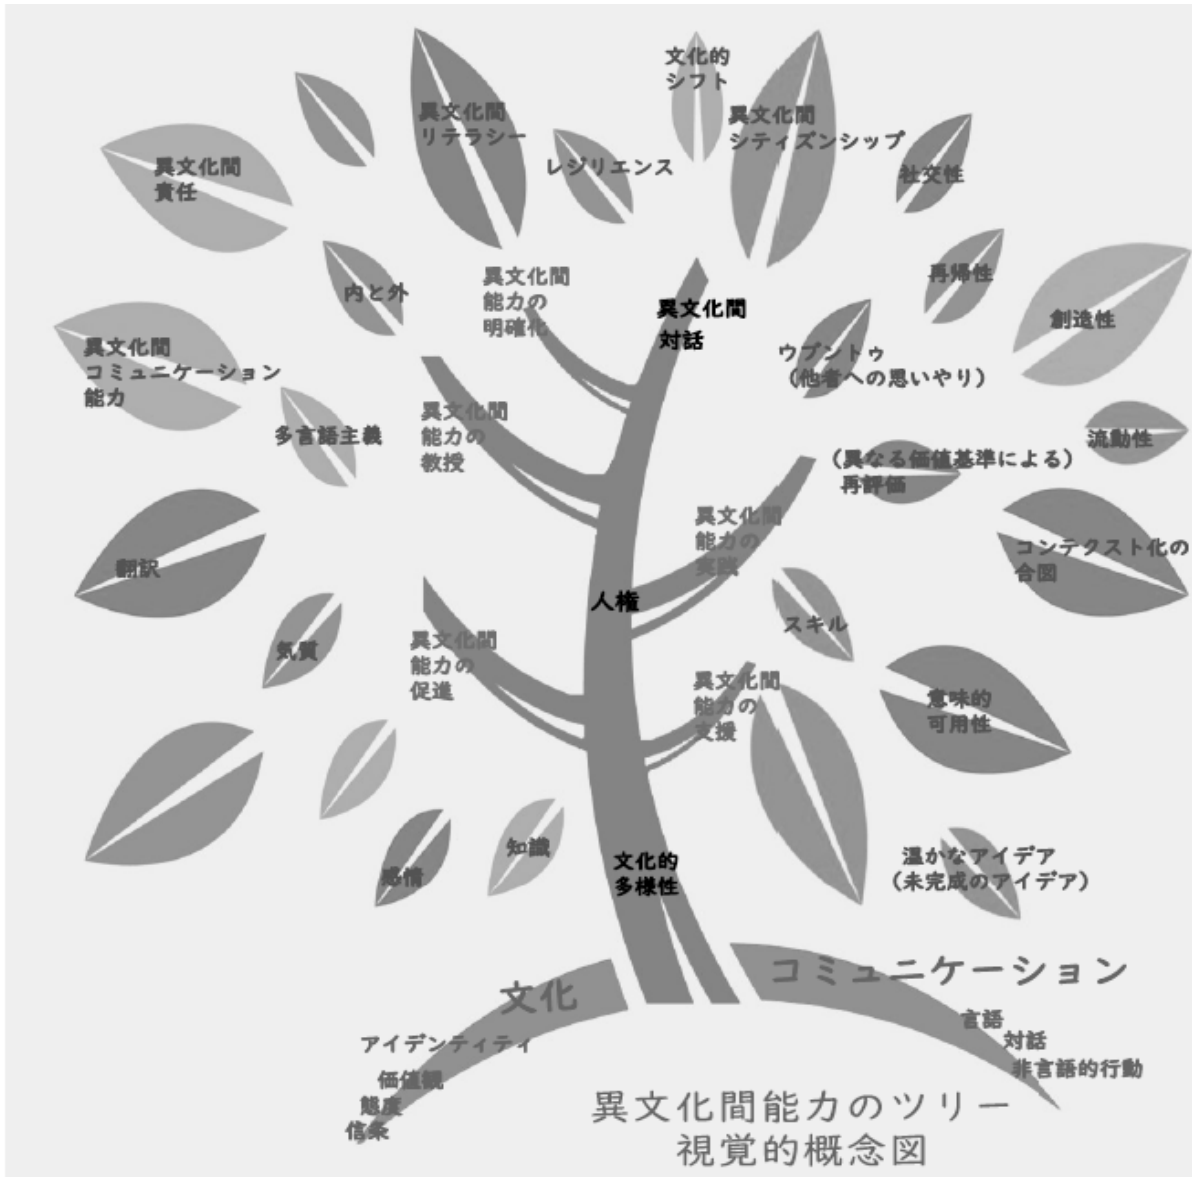 文化的
シフト
異文化間
リテラシー
異文化間
シティズンシップ
レジリエンス
社交性
異文化間
責任
内と外
異文化間
能力の
明確化
異文化間
対話
再帰性
創造性
異文化間
コミュニケーション
能力
ウブントゥ
(他者への思いやり)
多言語主義
異文化間
能力の
教授
流動性
(異なる価値基準による)
再評価
異文化間
能力の
実践
コンテクスト化の
合図
翻訳
人権
スキル
気質
異文化間
能力の
促進
異文化間
能力の
支援
意味的
可用性
知識
感情
文化的
多様性
温かなアイデア
(未完成のアイデア)
文化
コミュニケーション
アイデンティティ
価値観
態度
信条
言語
対話
非言語的行動
異文化間能力のツリー
視覚的概念図